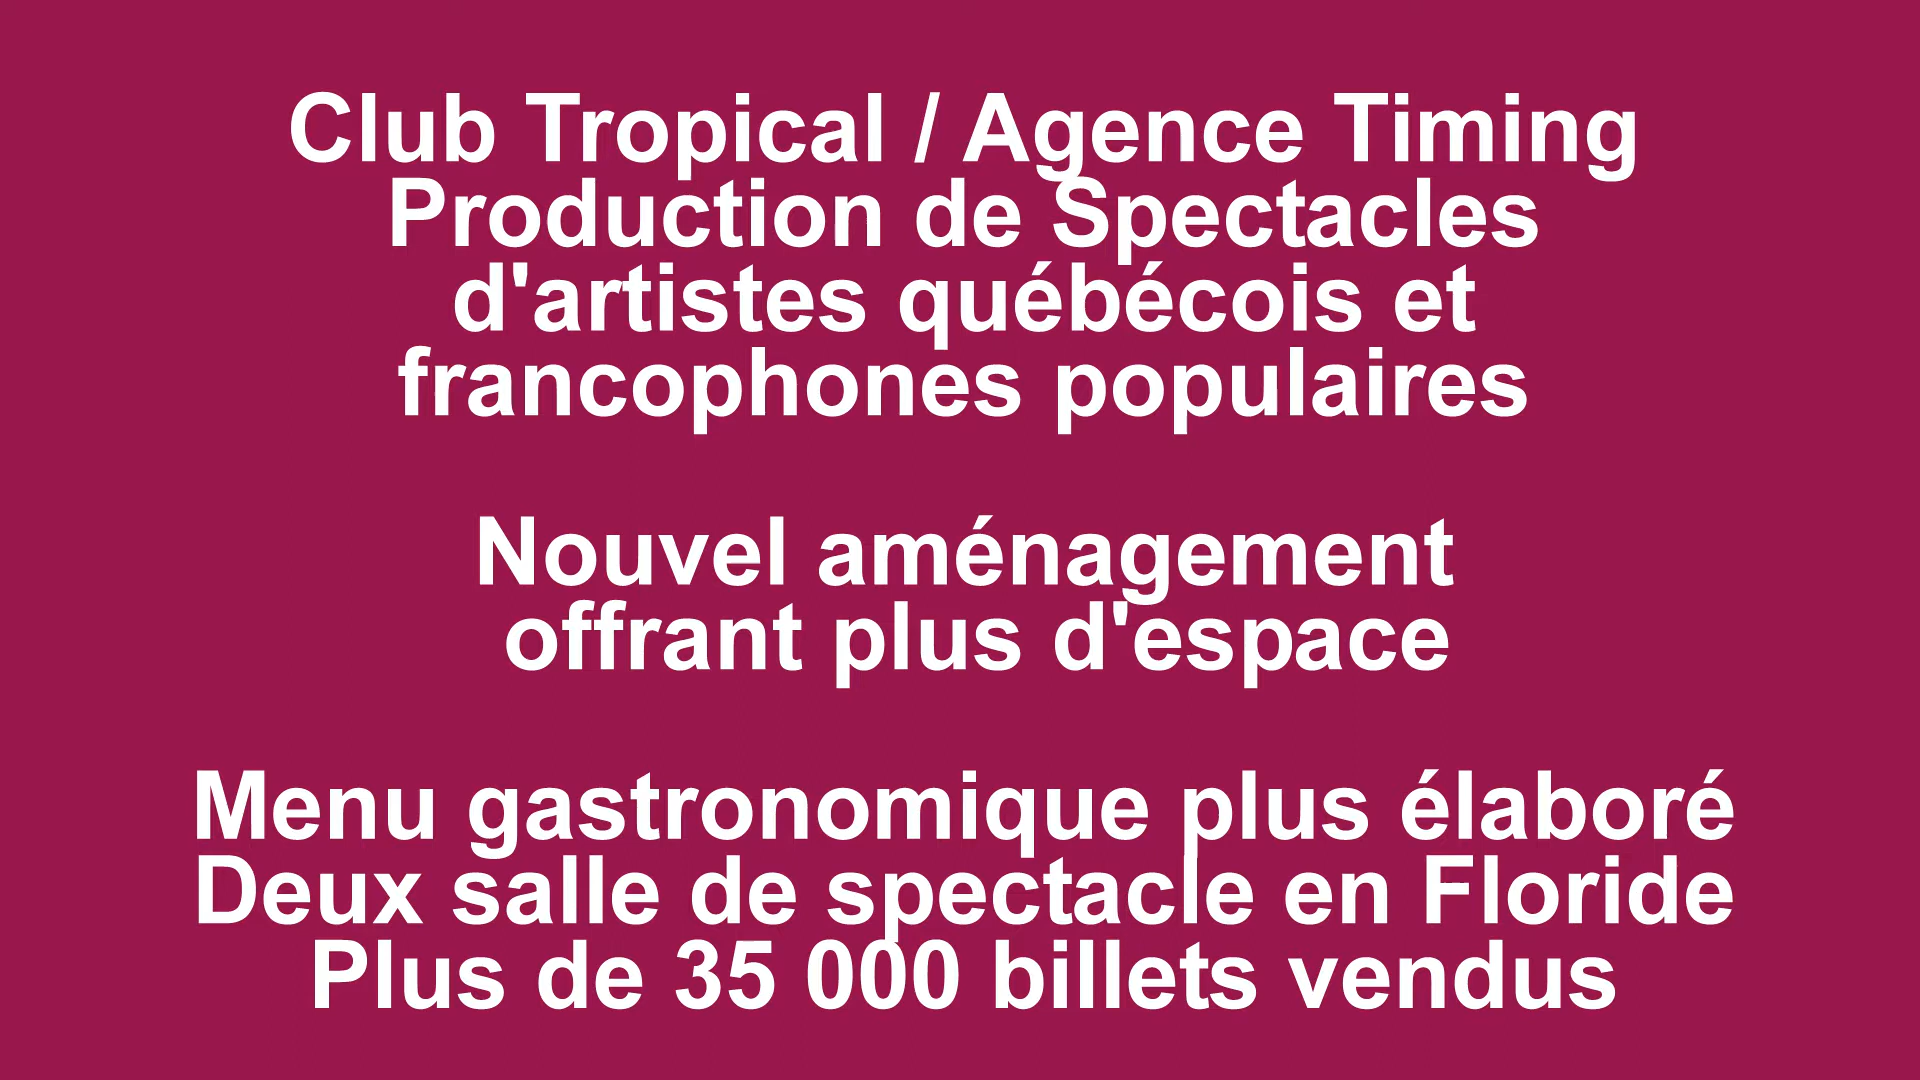 Club Tropical / Agence Timing
Production de Spectacles
d'artistes québécois et
francophones populaires
Nouvel aménagement
offrant plus d'espace
Menu gastronomique plus élaboré
Deux salle de spectacle en Floride
Plus de 35 000 billets vendus